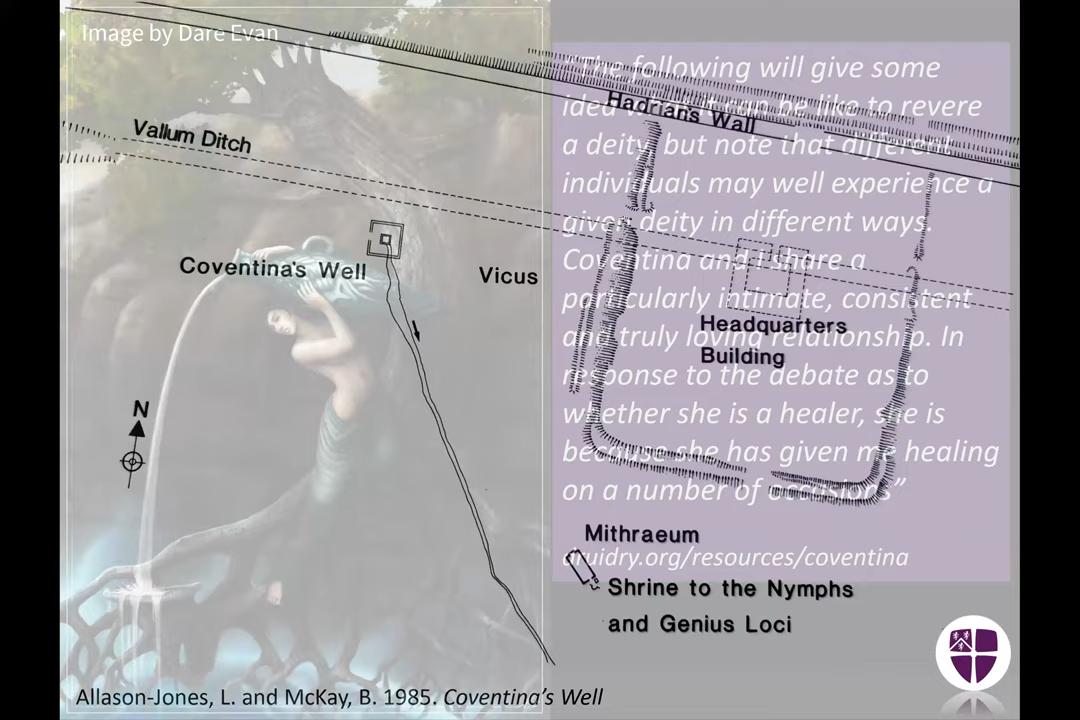 Image by Dare Evan
"The following will give some
idea what it can be like to revere
a deity, but note that different
individuals may well experience a
given deity in different ways.
Coventina and I share a
particularly intimate, consistent
and truly loving relationship. In
response to the debate as to
whether she is a healer, she is
because she has given me healing
on a number of occasions"
druidry.org/resources/coventina
Hadrian's Wall
Vallum Ditch
Coventina's Well
Vicus
Headquarters
Building
N
Mithraeum
Shrine to the Nymphs
and Genius Loci
Allason-Jones, L. and McKay, B. 1985. Coventina's Well